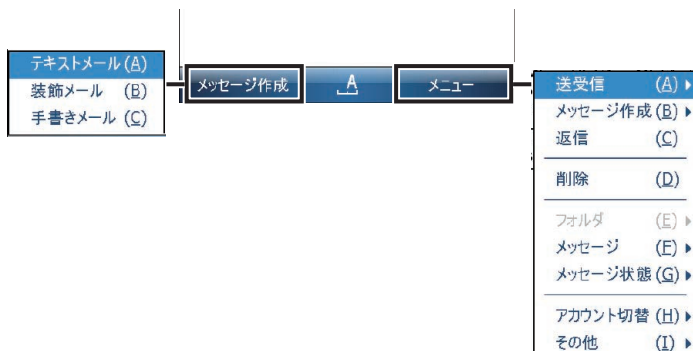 テキストメール(A)
装飾メール (B)
手書きメール (C)
メッセージ作成
A
メニュー
送受信 (A)
メッセージ作成(B)
返信 (C)
削除 (D)
フォルダ (E)
メッセージ (F)
メッセージ状態(G)
アカウント切替 (H)
その他 (I)